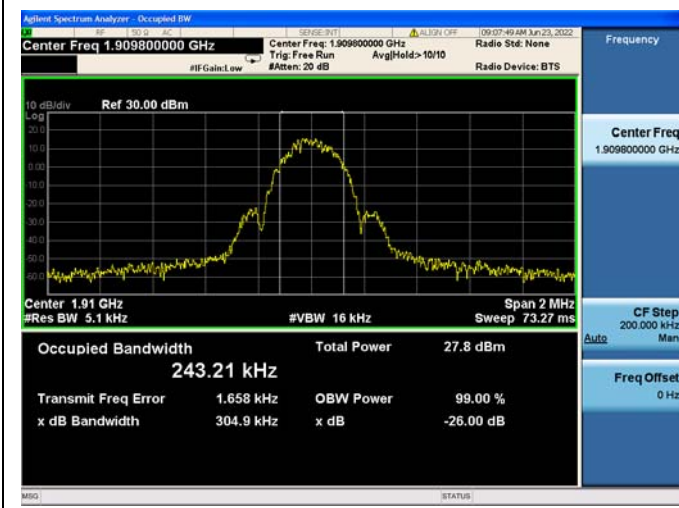 Agilent Spectrum Analyzer - Occupied BW
RF 50 Ω AC SENSE:INT ALIGN OFF 09:07:49 AM Jun 23, 2022
Center Freq 1.909800000 GHz
#IFGain:Low
Center Freq: 1.909800000 GHz
Trig: Free Run Avg|Hold:>10/10
#Atten: 20 dB
Radio Std: None
Radio Device: BTS
10 dB/div Ref 30.00 dBm
Log
20.0
10.0
0.00
10.0
20.0
30.0
40.0
50.0
60.0
Center 1.91 GHz Span 2 MHz
#Res BW 5.1 kHz #VBW 16 kHz Sweep 73.27 ms
Occupied Bandwidth Total Power 27.8 dBm
243.21 kHz
Transmit Freq Error 1.658 kHz OBW Power 99.00 %
x dB Bandwidth 304.9 kHz x dB -26.00 dB
MSG STATUS
Frequency
Center Freq
1.909800000 GHz
CF Step
200.000 kHz
Auto Man
Freq Offset
0 Hz